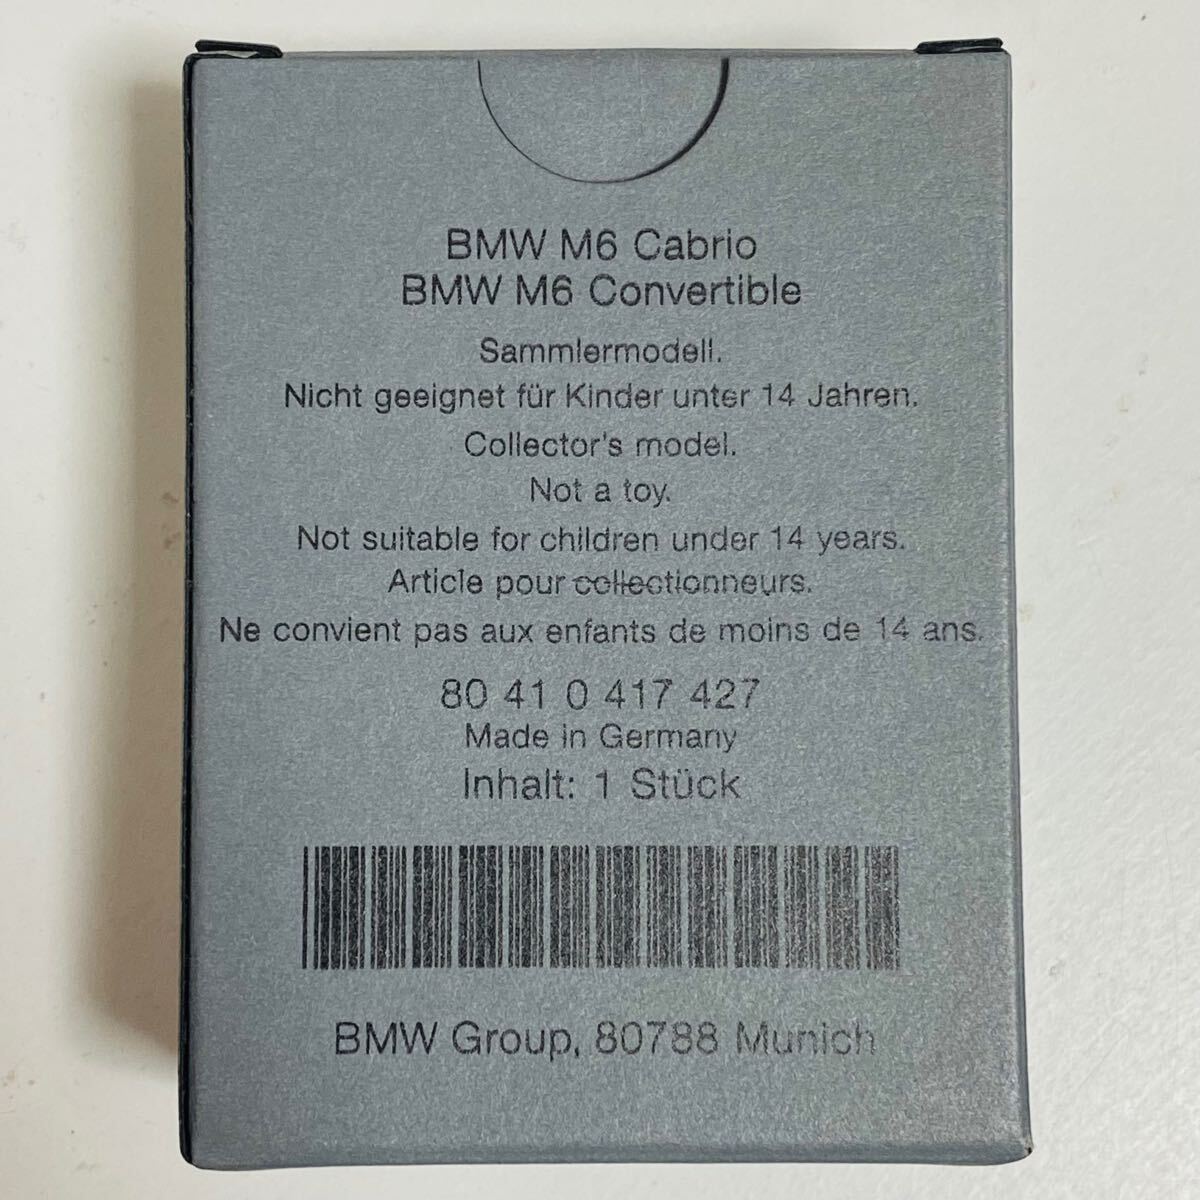 BMW M6 Cabrio
BMW M6 Convertible
Sammlermodell.
Nicht geeignet für Kinder unter 14 Jahren.
Collector's model.
Not a toy.
Not suitable for children under 14 years.
Article pour collectionneurs.
Ne convient pas aux enfants de moins de 14 ans.
80 41 0 417 427
Made in Germany
Inhalt: 1 Stück
BMW Group, 80788 Munich